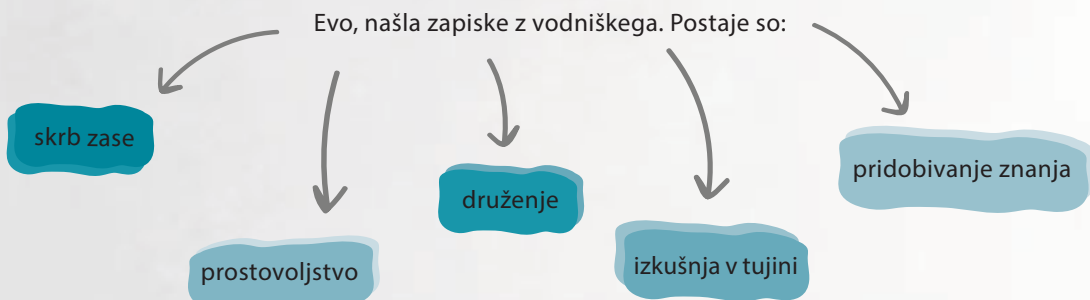 Evo, našla zapiske z vodniškega. Postaje so:
skrb zase
prostovoljstvo
druženje
izkušnja v tujini
pridobivanje znanja